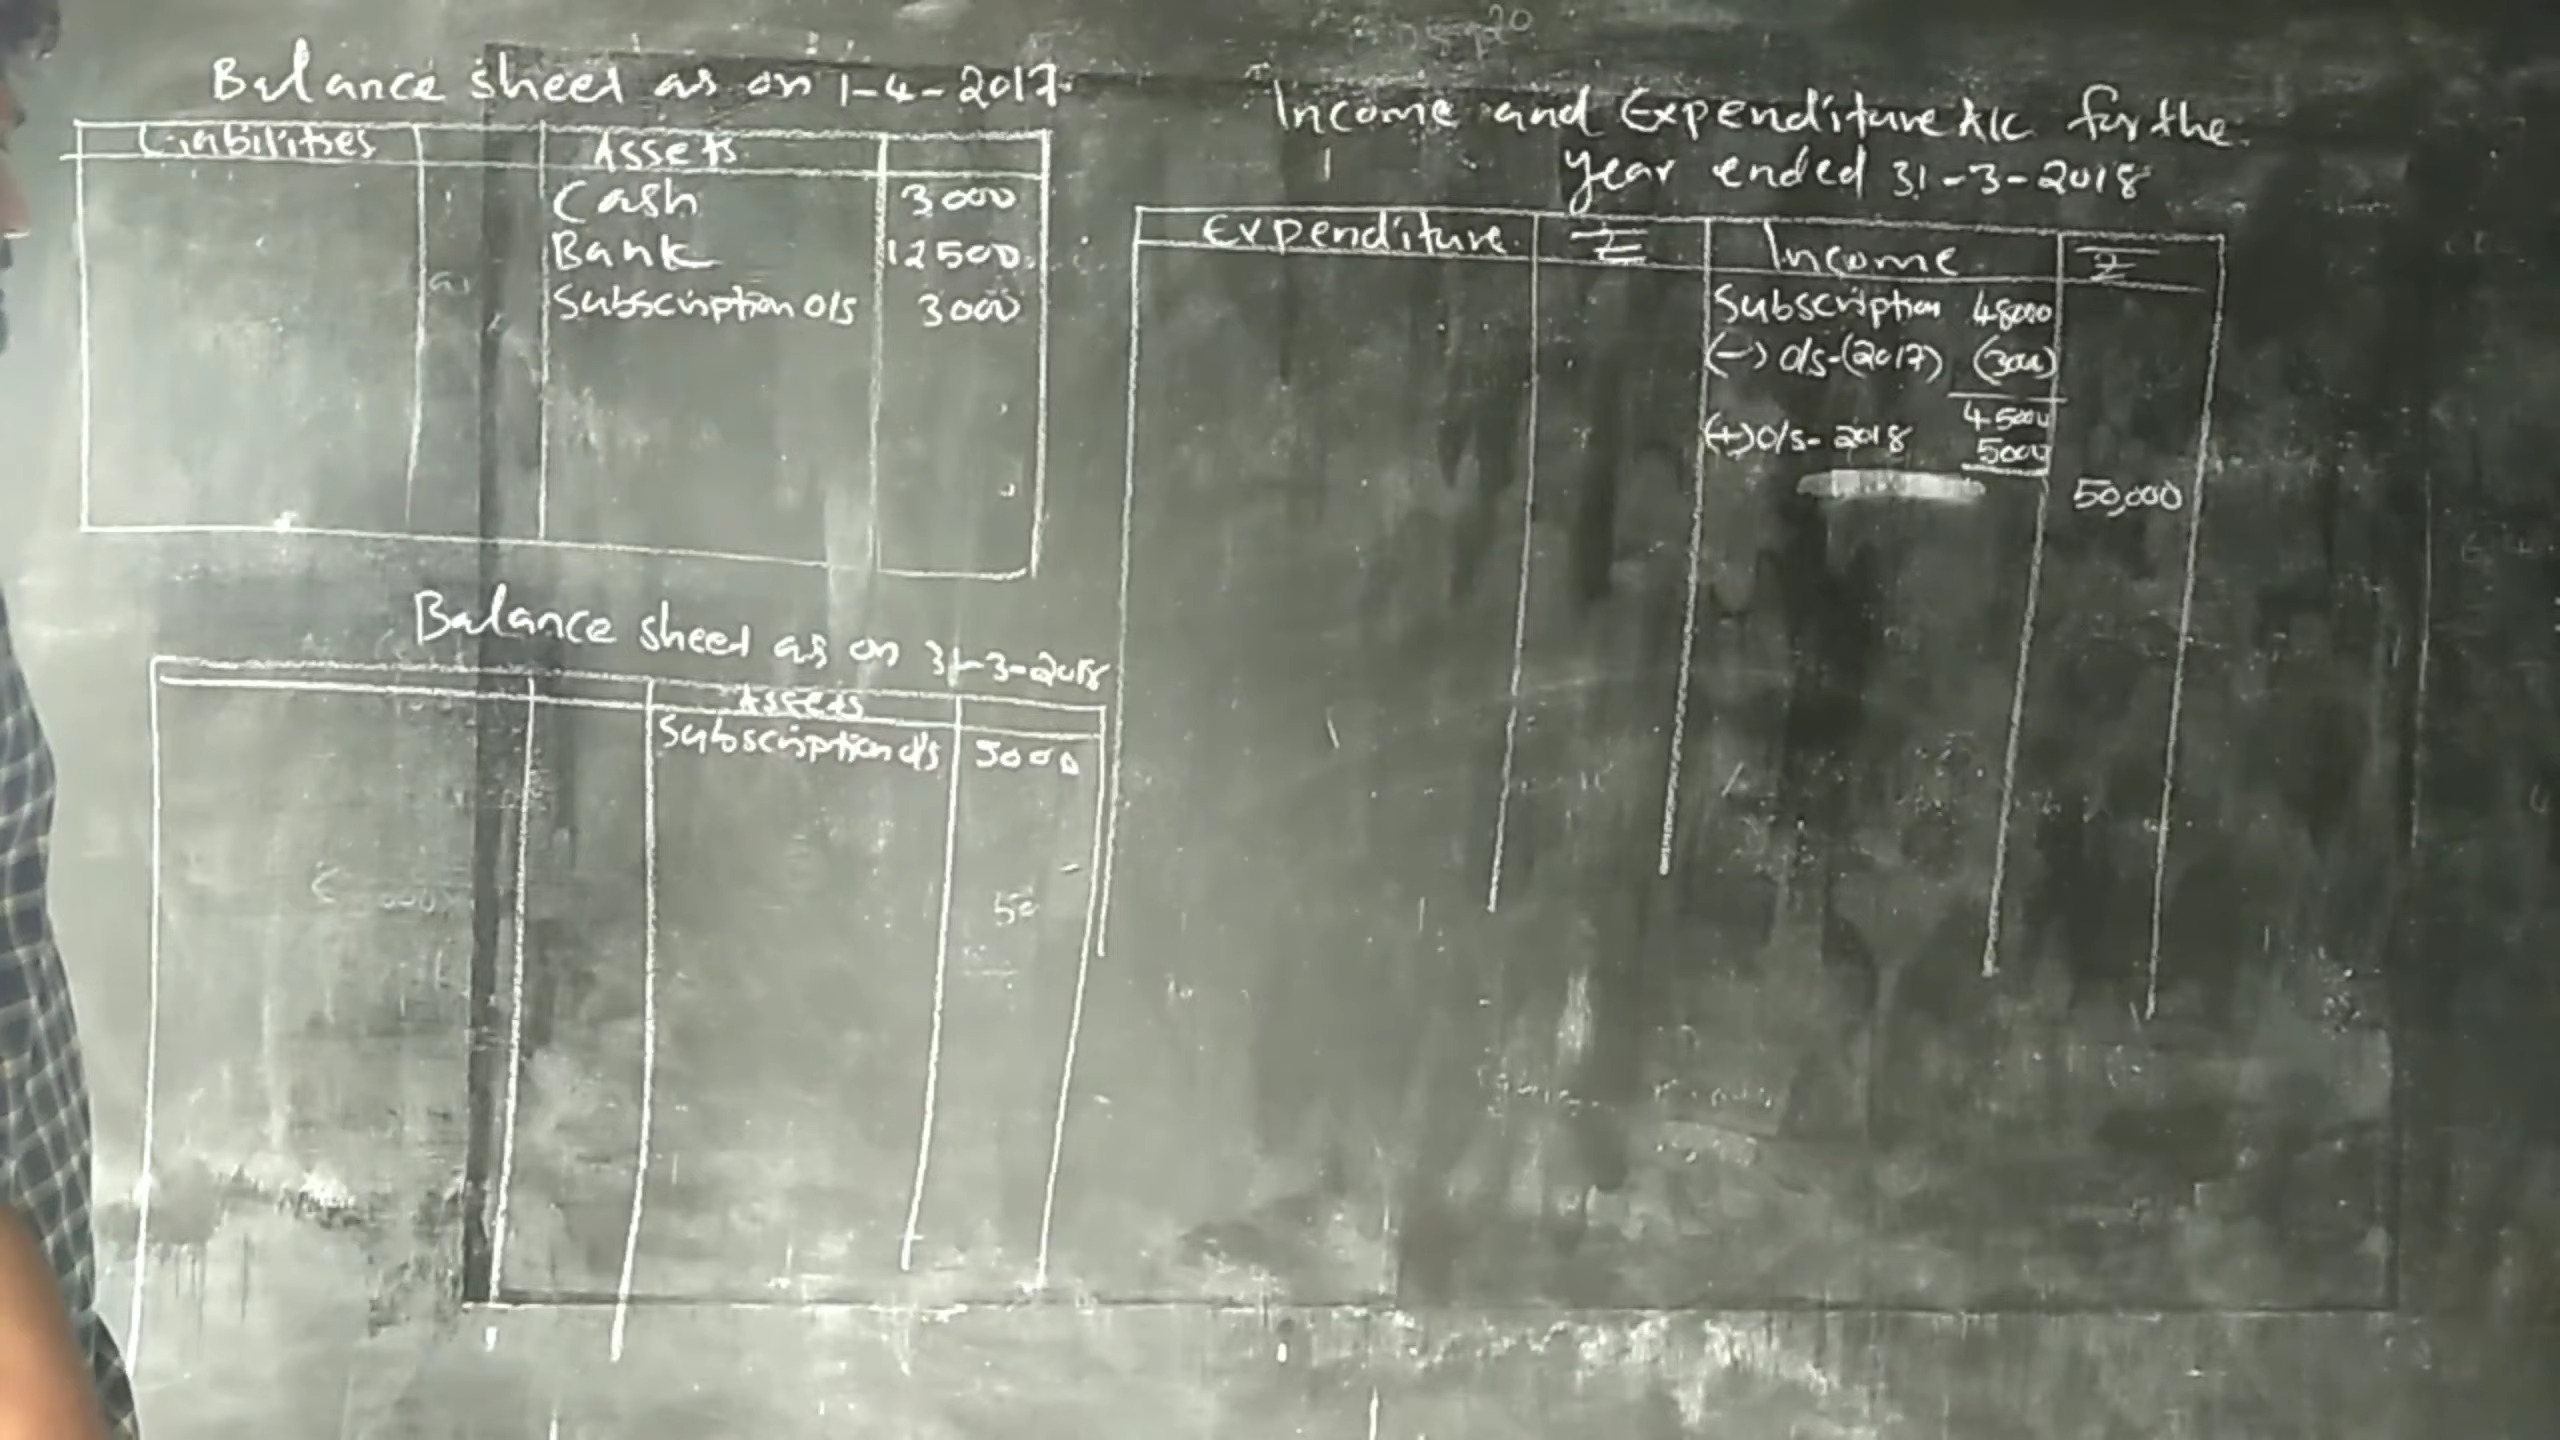 Balance sheet as on 1-4-2017.
Liabilities Assets
Cash 3000
Bank 12500
Subscription o/s 3000
Balance sheet as on 31-3-2018
Assets
Subscription o/s 5000
50
Income and Expenditure A/c for the
year ended 31-3-2018
Expenditure ₹ Income ₹
Subscription 48000
(-) O/s-(2017) (3000)
45000
(+) O/s-2018 5000
50,000